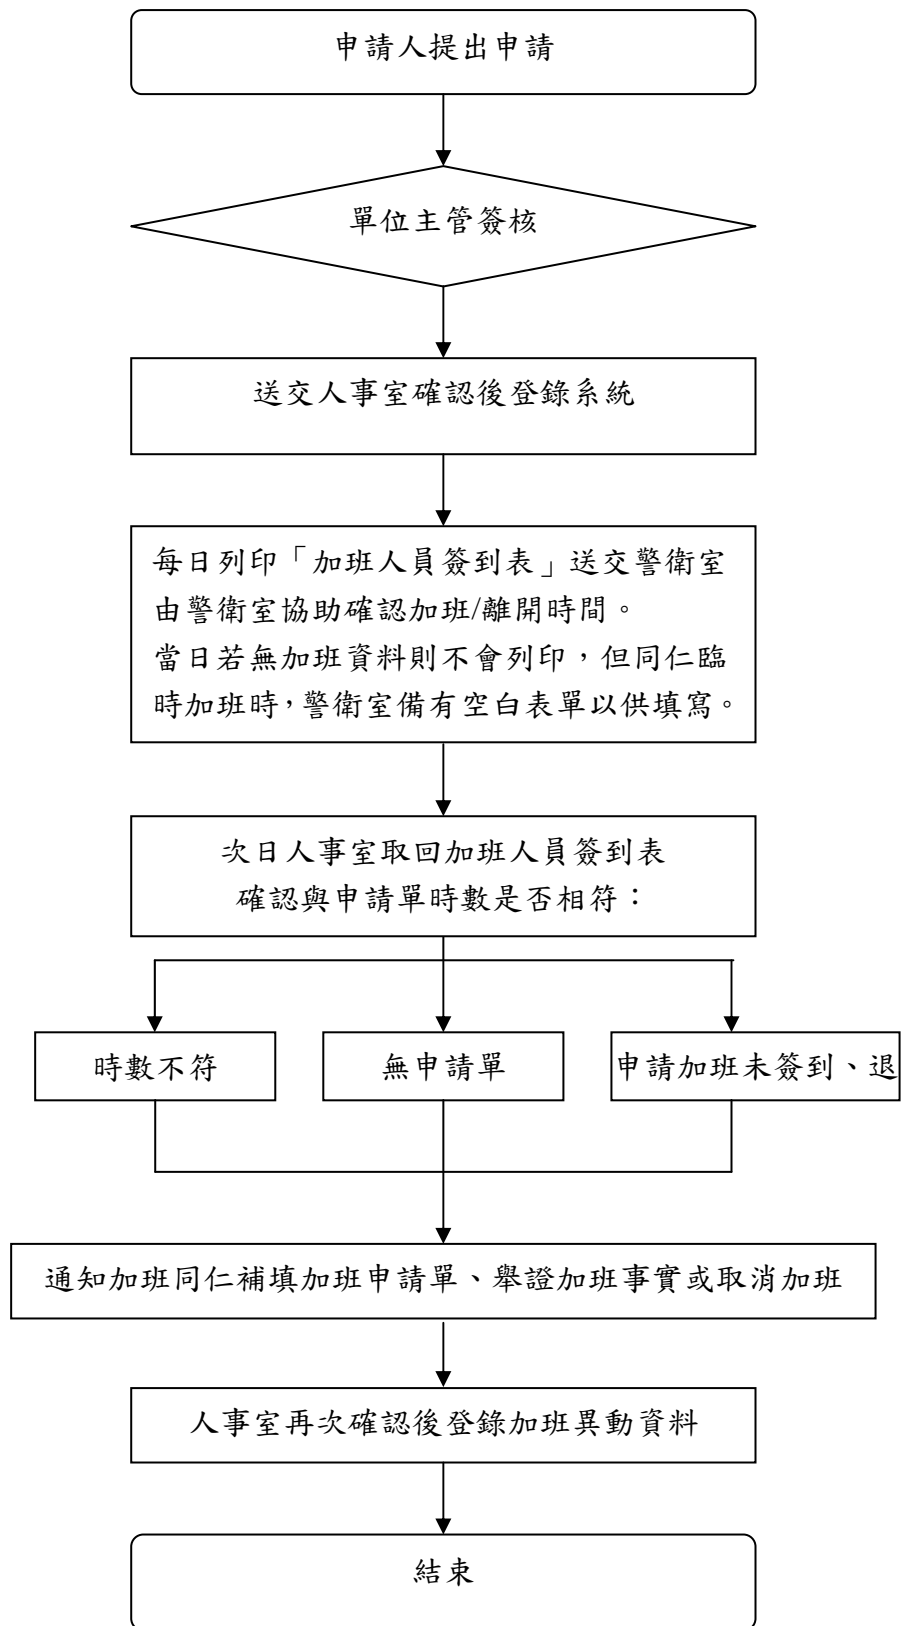 申請人提出申請
單位主管簽核
送交人事室確認後登錄系統
每日列印「加班人員簽到表」送交警衛室
由警衛室協助確認加班/離開時間。
當日若無加班資料則不會列印，但同仁臨
時加班時，警衛室備有空白表單以供填寫。
次日人事室取回加班人員簽到表
確認與申請單時數是否相符：
時數不符
無申請單
申請加班未簽到、退
通知加班同仁補填加班申請單、舉證加班事實或取消加班
人事室再次確認後登錄加班異動資料
結束